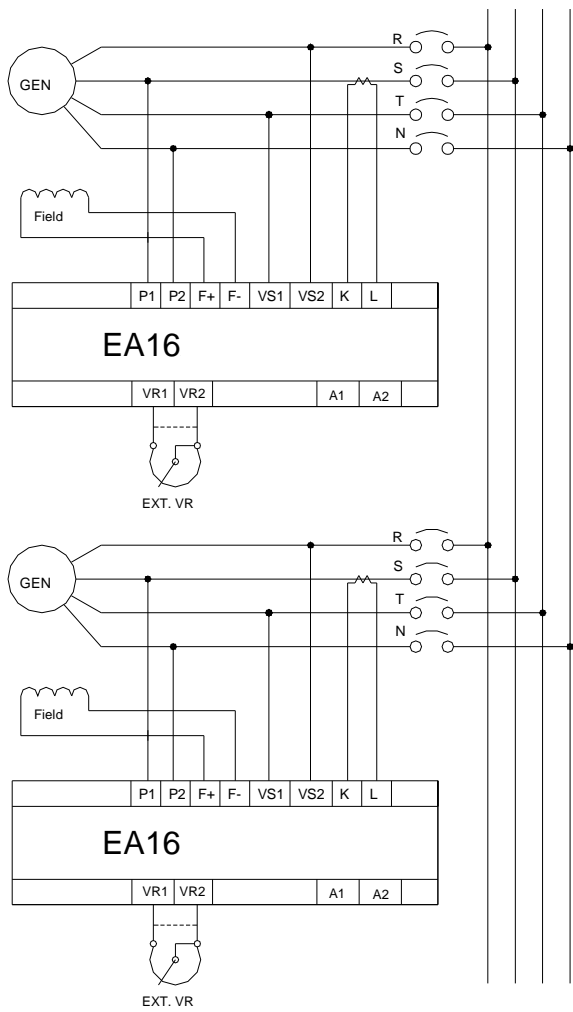 R
S
GEN
T
N
Field
P1 P2 F+ F- VS1 VS2 K L
EA16
VR1 VR2 A1 A2
EXT. VR
R
S
GEN
T
N
Field
P1 P2 F+ F- VS1 VS2 K L
EA16
VR1 VR2 A1 A2
EXT. VR